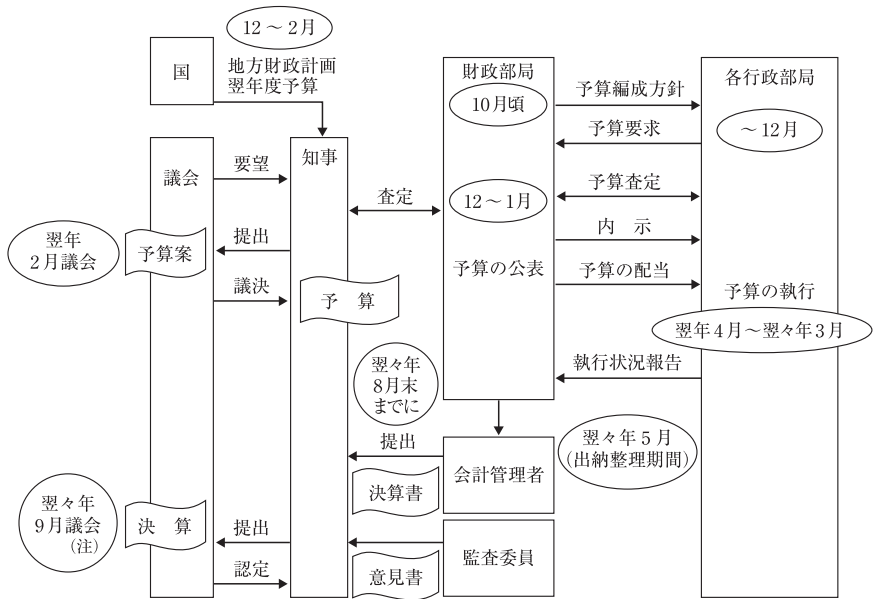 12～2月
国
地方財政計画
翌年度予算
財政部局
各行政部局
10月頃
予算編成方針
予算要求
～12月
議会
要望
知事
査定
12～1月
予算査定
翌年
2月議会
予算案
提出
内　示
予算の公表
予算の配当
議決
予　算
予算の執行
翌年4月～翌々年3月
執行状況報告
翌々年
8月末
までに
提出
会計管理者
翌々年5月
(出納整理期間)
決算書
翌々年
9月議会
(注)
決　算
提出
監査委員
意見書
認定